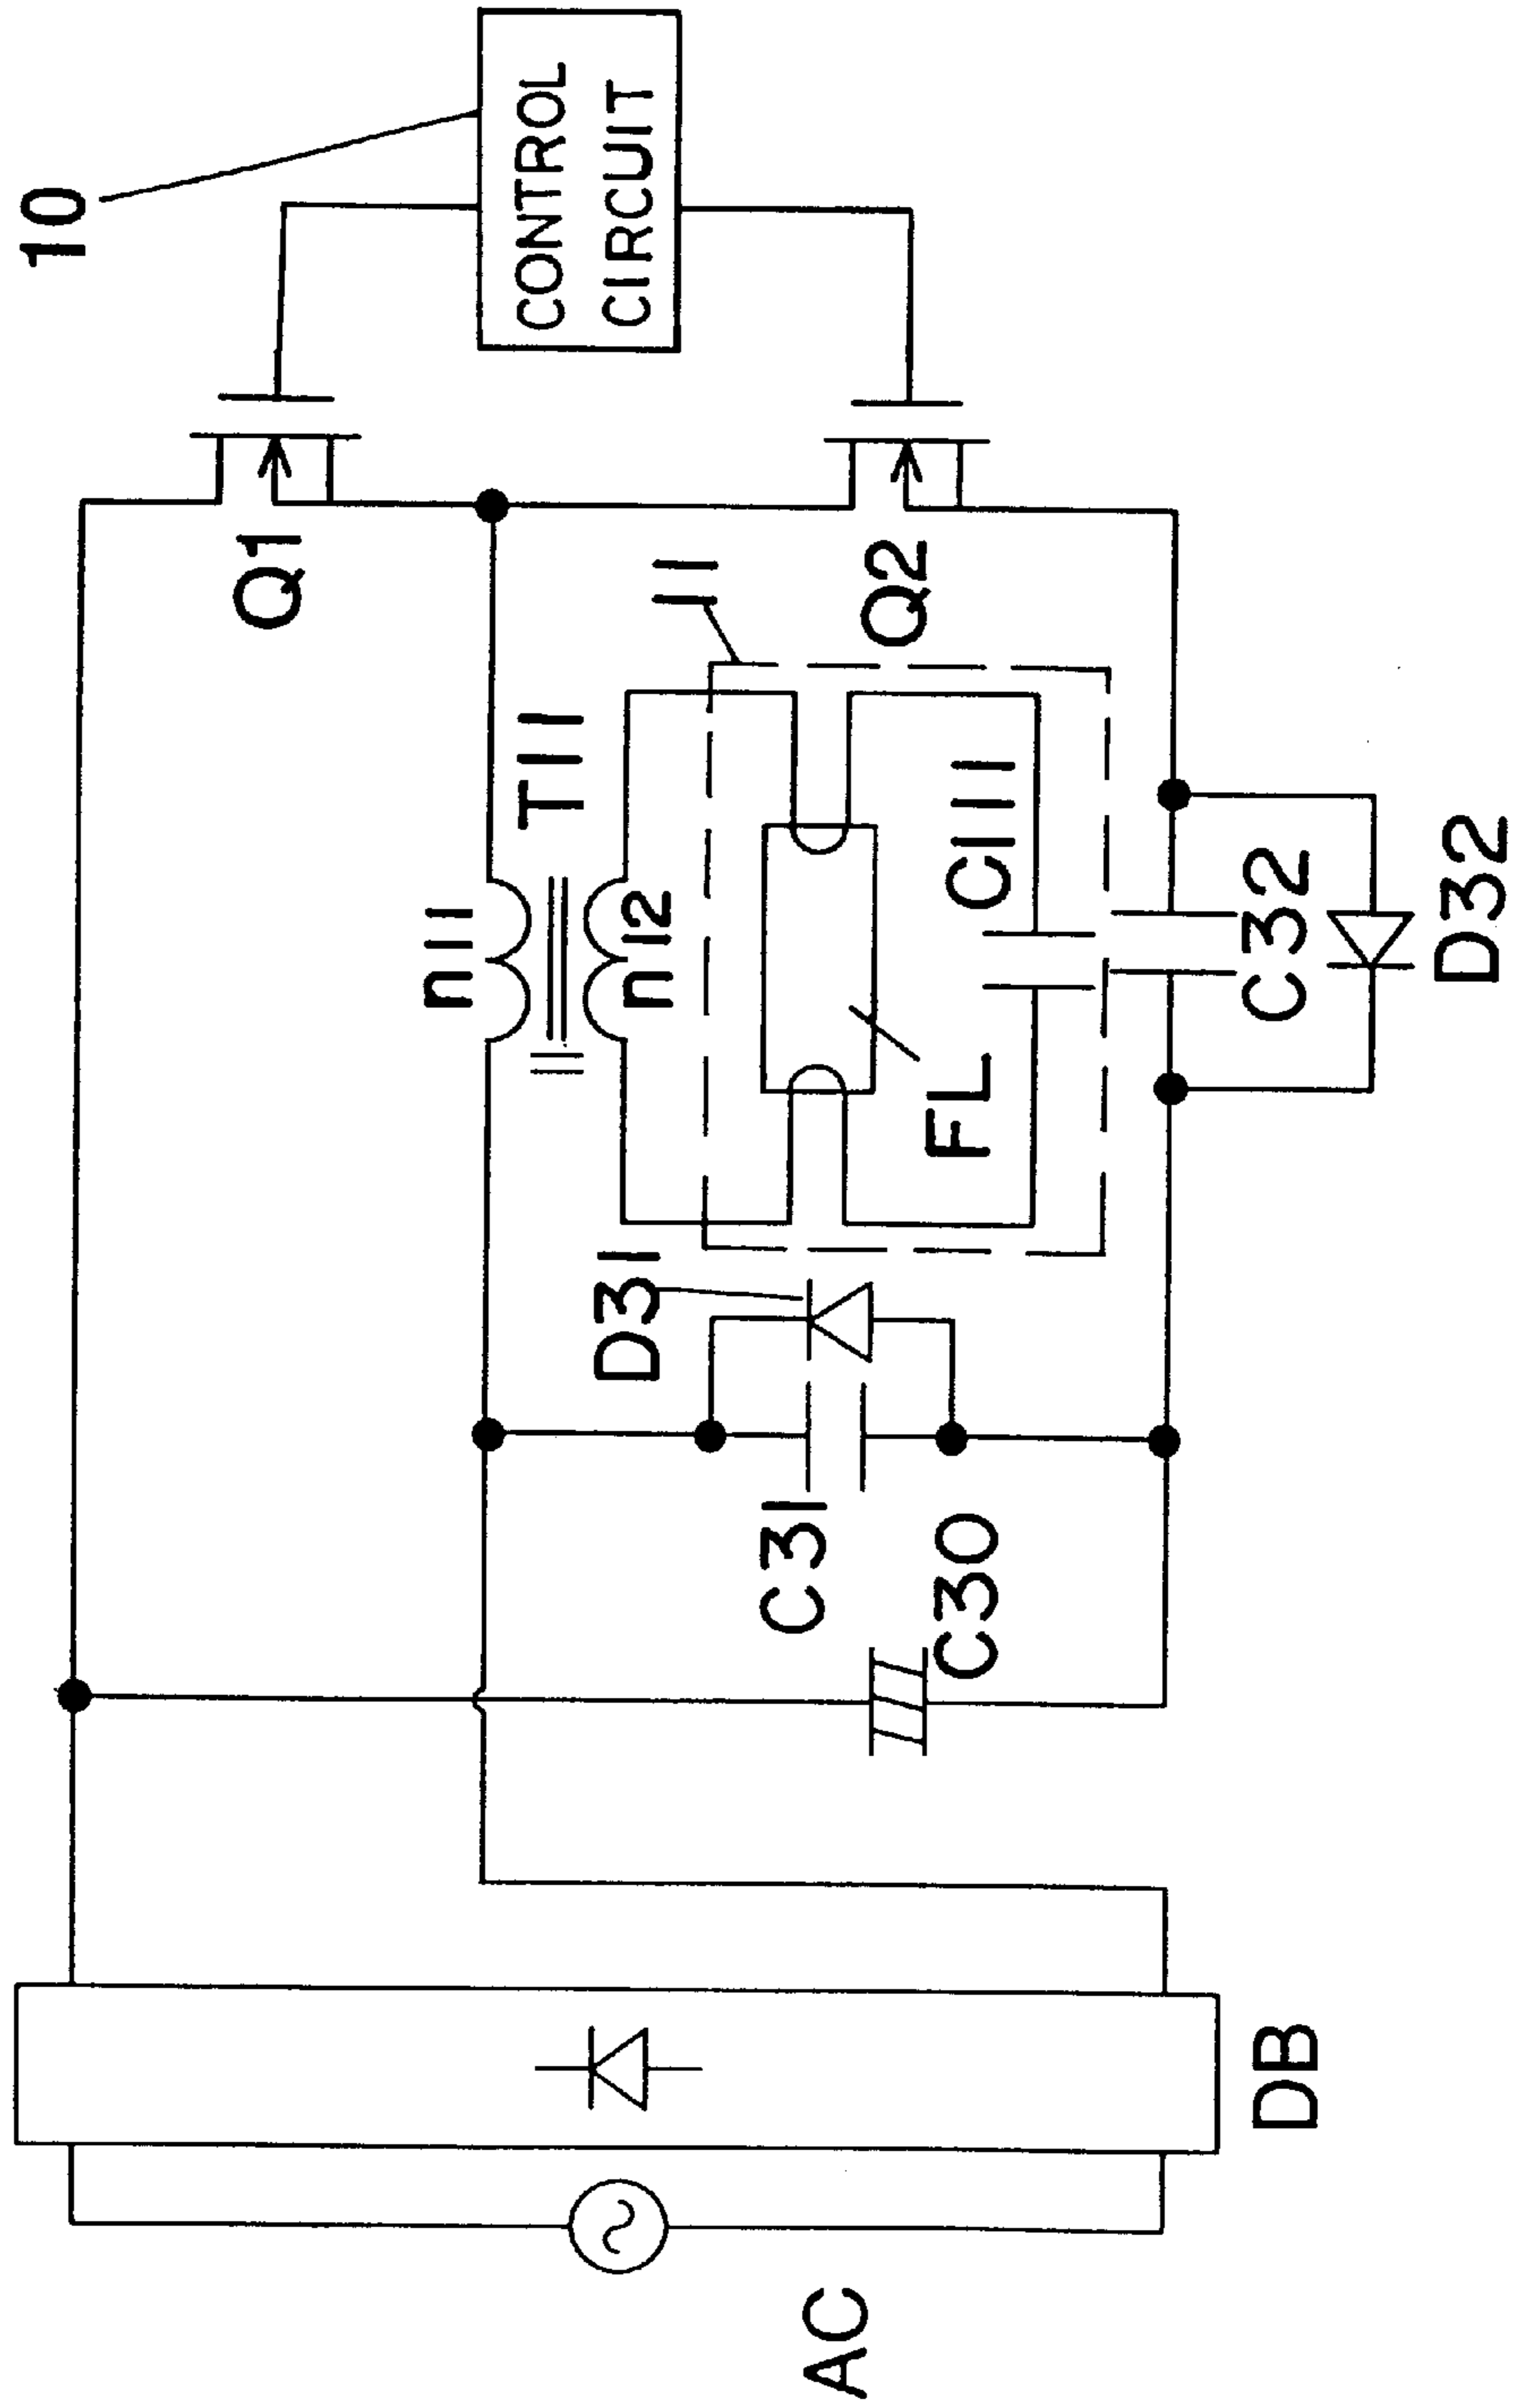 10
CONTROL
CIRCUIT
Q1
n11
T11
n12
11
Q2
C111
FL
D31
C31
C30
C32
D32
DB
AC